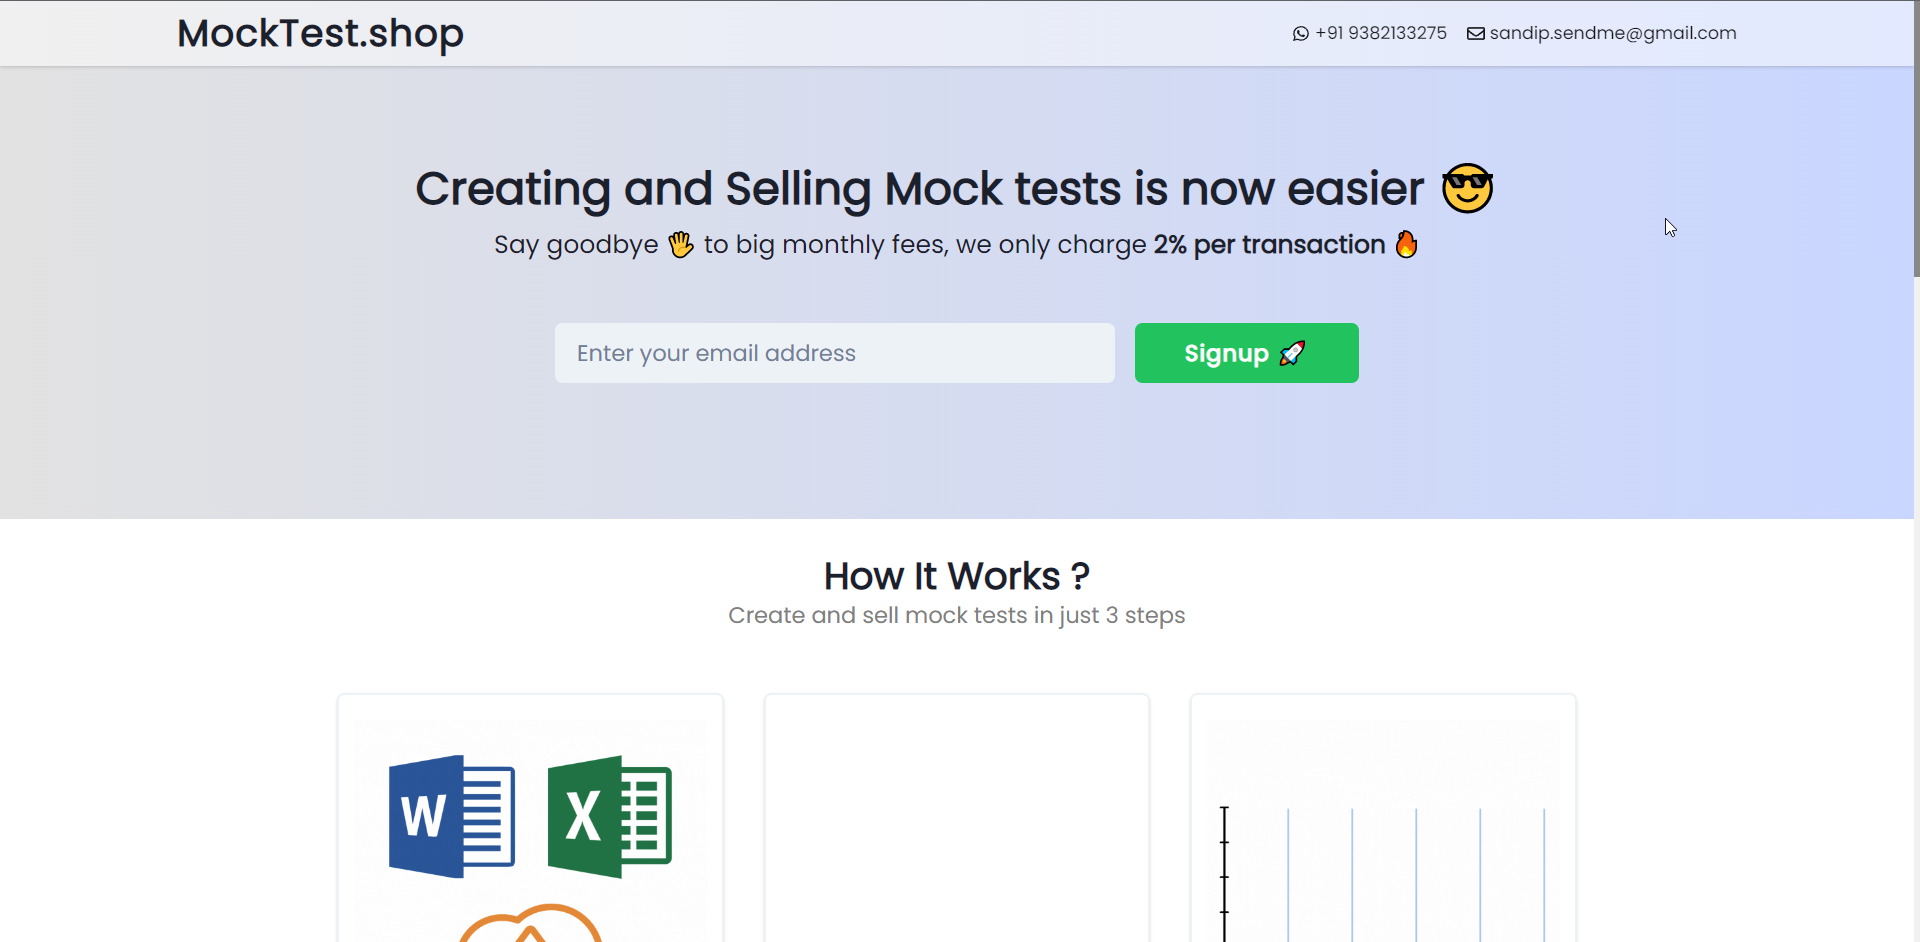 MockTest.shop
+91 9382133275 sandip.sendme@gmail.com
Creating and Selling Mock tests is now easier 😎
Say goodbye 👋 to big monthly fees, we only charge 2% per transaction 🔥
Enter your email address
Signup 🚀
How It Works ?
Create and sell mock tests in just 3 steps
W X